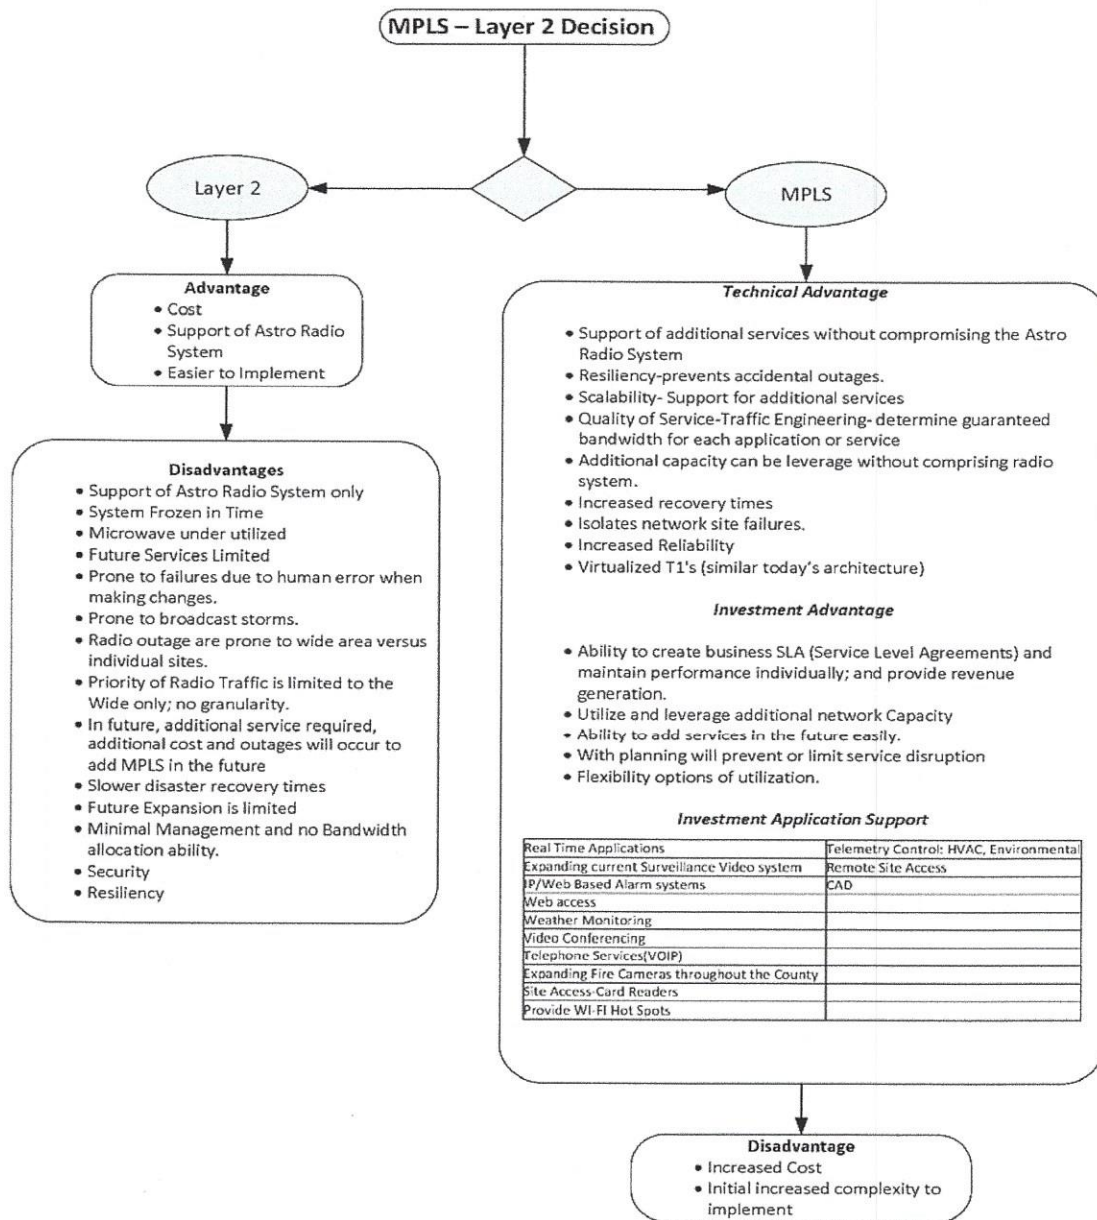 MPLS – Layer 2 Decision
Layer 2
MPLS
Advantage
• Cost
• Support of Astro Radio
System
• Easier to Implement
Disadvantages
• Support of Astro Radio System only
• System Frozen in Time
• Microwave under utilized
• Future Services Limited
• Prone to failures due to human error when
making changes.
• Prone to broadcast storms.
• Radio outage are prone to wide area versus
individual sites.
• Priority of Radio Traffic is limited to the
Wide only; no granularity.
• In future, additional service required,
additional cost and outages will occur to
add MPLS in the future
• Slower disaster recovery times
• Future Expansion is limited
• Minimal Management and no Bandwidth
allocation ability.
• Security
• Resiliency
Technical Advantage
• Support of additional services without compromising the Astro
Radio System
• Resiliency-prevents accidental outages.
• Scalability- Support for additional services
• Quality of Service-Traffic Engineering- determine guaranteed
bandwidth for each application or service
• Additional capacity can be leverage without comprising radio
system.
• Increased recovery times
• Isolates network site failures.
• Increased Reliability
• Virtualized T1's (similar today's architecture)
Investment Advantage
• Ability to create business SLA (Service Level Agreements) and
maintain performance individually; and provide revenue
generation.
• Utilize and leverage additional network Capacity
• Ability to add services in the future easily.
• With planning will prevent or limit service disruption
• Flexibility options of utilization.
Investment Application Support
Real Time Applications Telemetry Control: HVAC, Environmental
Expanding current Surveillance Video system Remote Site Access
IP/Web Based Alarm systems CAD
Web access
Weather Monitoring
Video Conferencing
Telephone Services(VOIP)
Expanding Fire Cameras throughout the County
Site Access-Card Readers
Provide WI-FI Hot Spots
Disadvantage
• Increased Cost
• Initial increased complexity to
implement